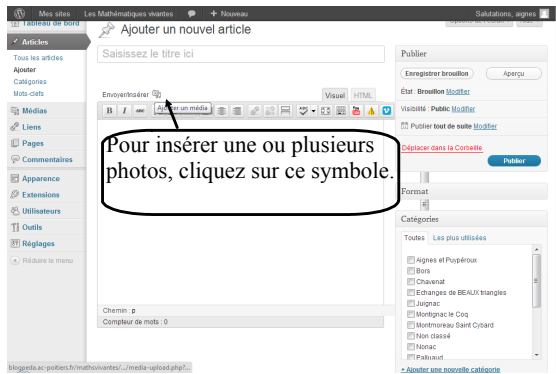 Mes sites Les Mathématiques vivantes + Nouveau Salutations, aignes
Tableau de bord
Ajouter un nouvel article
Articles
Tous les articles
Ajouter
Catégories
Mots-clefs
Médias
Liens
Pages
Commentaires
Apparence
Extensions
Utilisateurs
Outils
Réglages
Réduire le menu
Saisissez le titre ici
Envoyer/Insérer
Visuel HTML
B I ABC
Ajouter un média
Pour insérer une ou plusieurs
photos, cliquez sur ce symbole.
Chemin : p
Compteur de mots : 0
Publier
Enregistrer brouillon Aperçu
État : Brouillon Modifier
Visibilité : Public Modifier
Publier tout de suite Modifier
Déplacer dans la Corbeille
Publier
Format
Catégories
Toutes Les plus utilisées
Aignes et Puypéroux
Bors
Chavenat
Echanges de BEAUX triangles
Juignac
Montignac le Coq
Montmoreau Saint Cybard
Non classé
Nonac
Palluaud
+ Ajouter une nouvelle catégorie
blogpeda.ac-poitiers.fr/mathsvivantes/.../media-upload.php?...